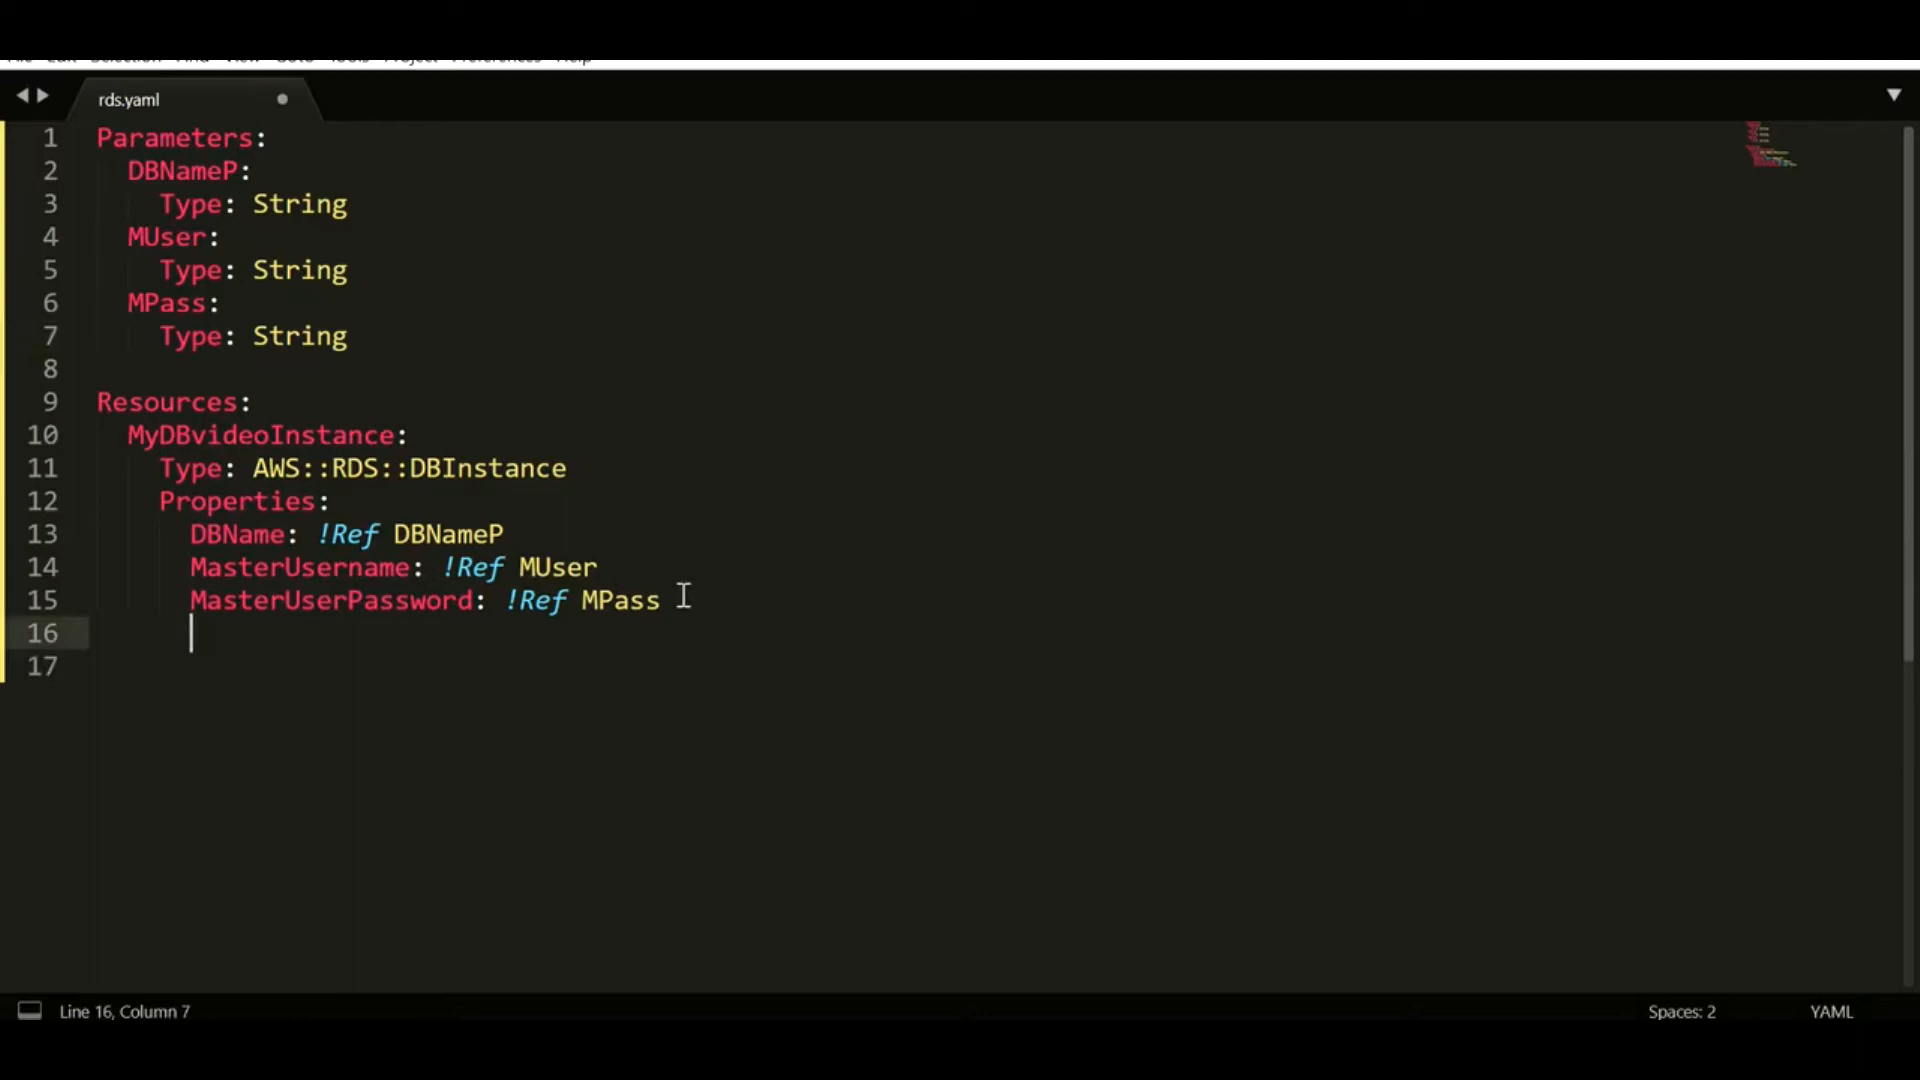 rds.yaml
1 Parameters:
2   DBNameP:
3     Type: String
4   MUser:
5     Type: String
6   MPass:
7     Type: String
8
9 Resources:
10   MyDBvideoInstance:
11     Type: AWS::RDS::DBInstance
12     Properties:
13       DBName: !Ref DBNameP
14       MasterUsername: !Ref MUser
15       MasterUserPassword: !Ref MPass
16
17
Line 16, Column 7
Spaces: 2
YAML